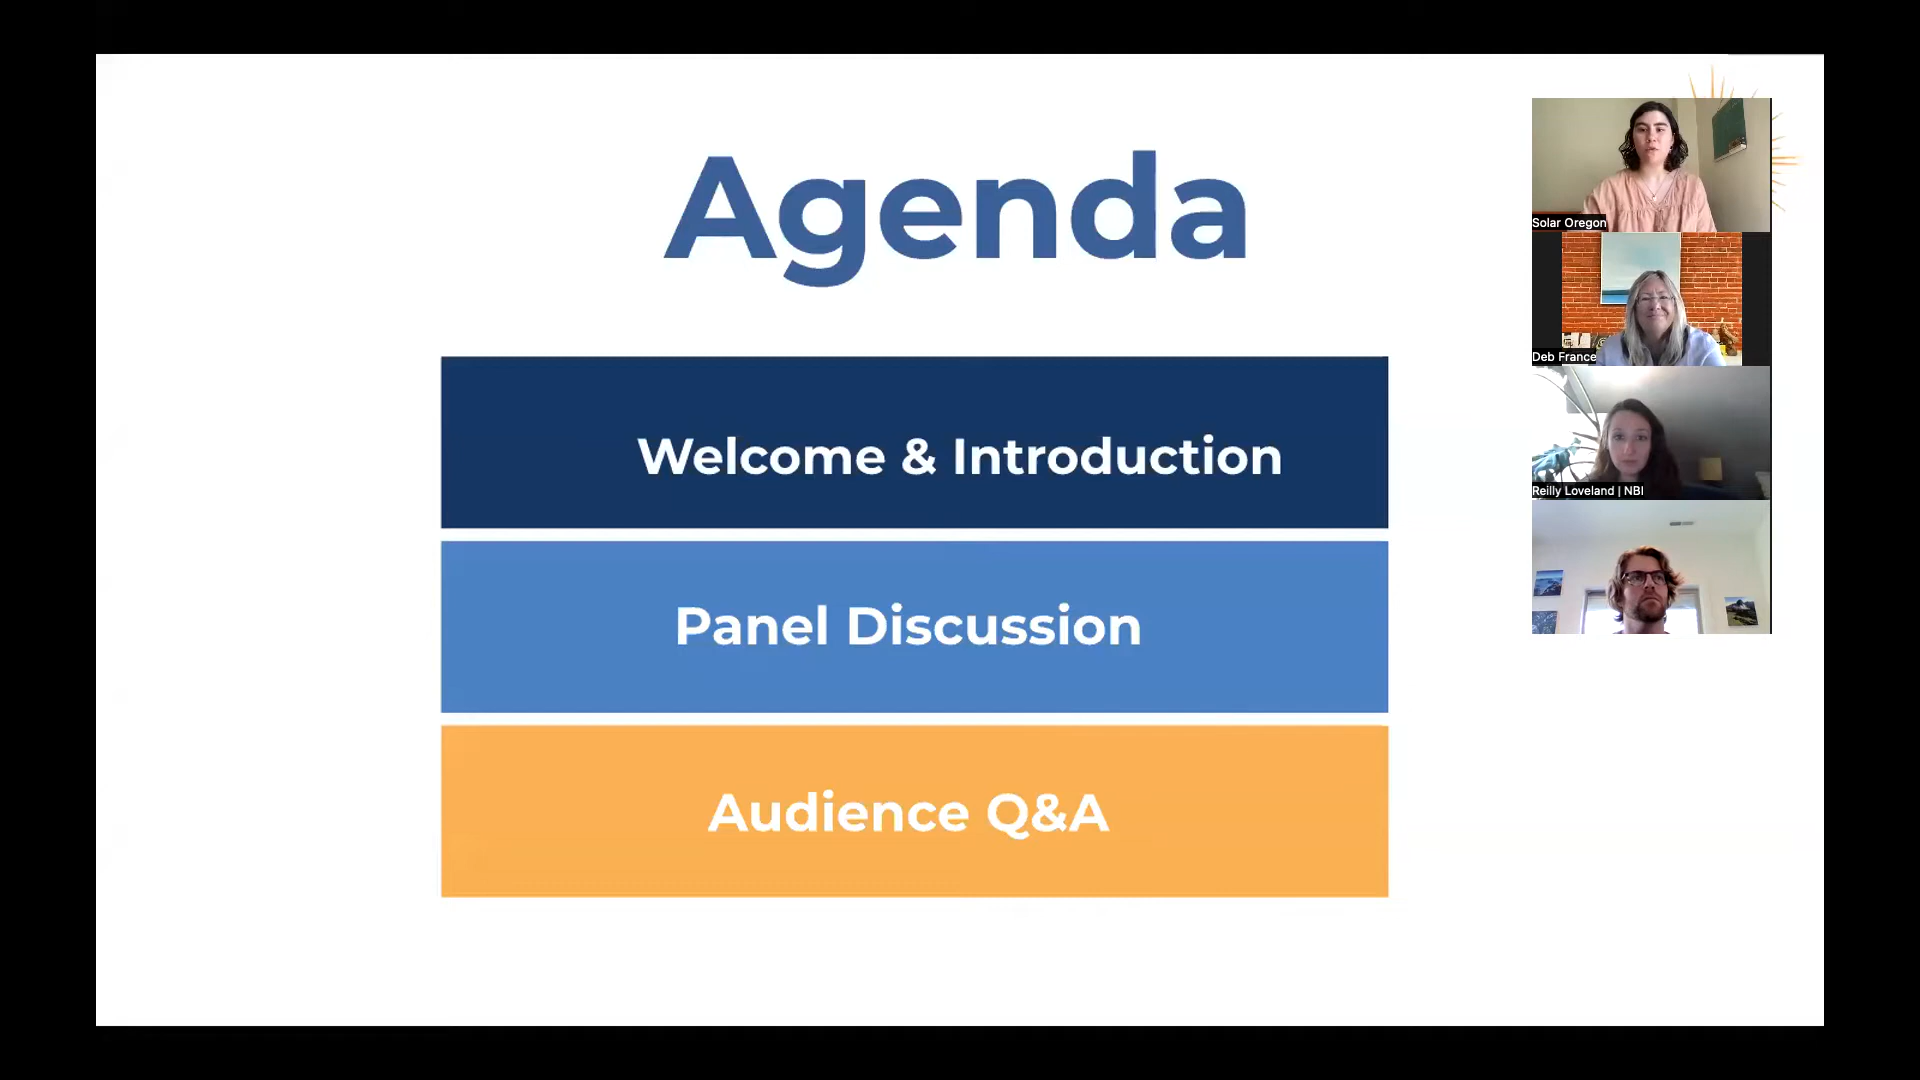 Agenda
Welcome & Introduction
Panel Discussion
Audience Q&A
Solar Oregon
Deb France
Reilly Loveland | NBI